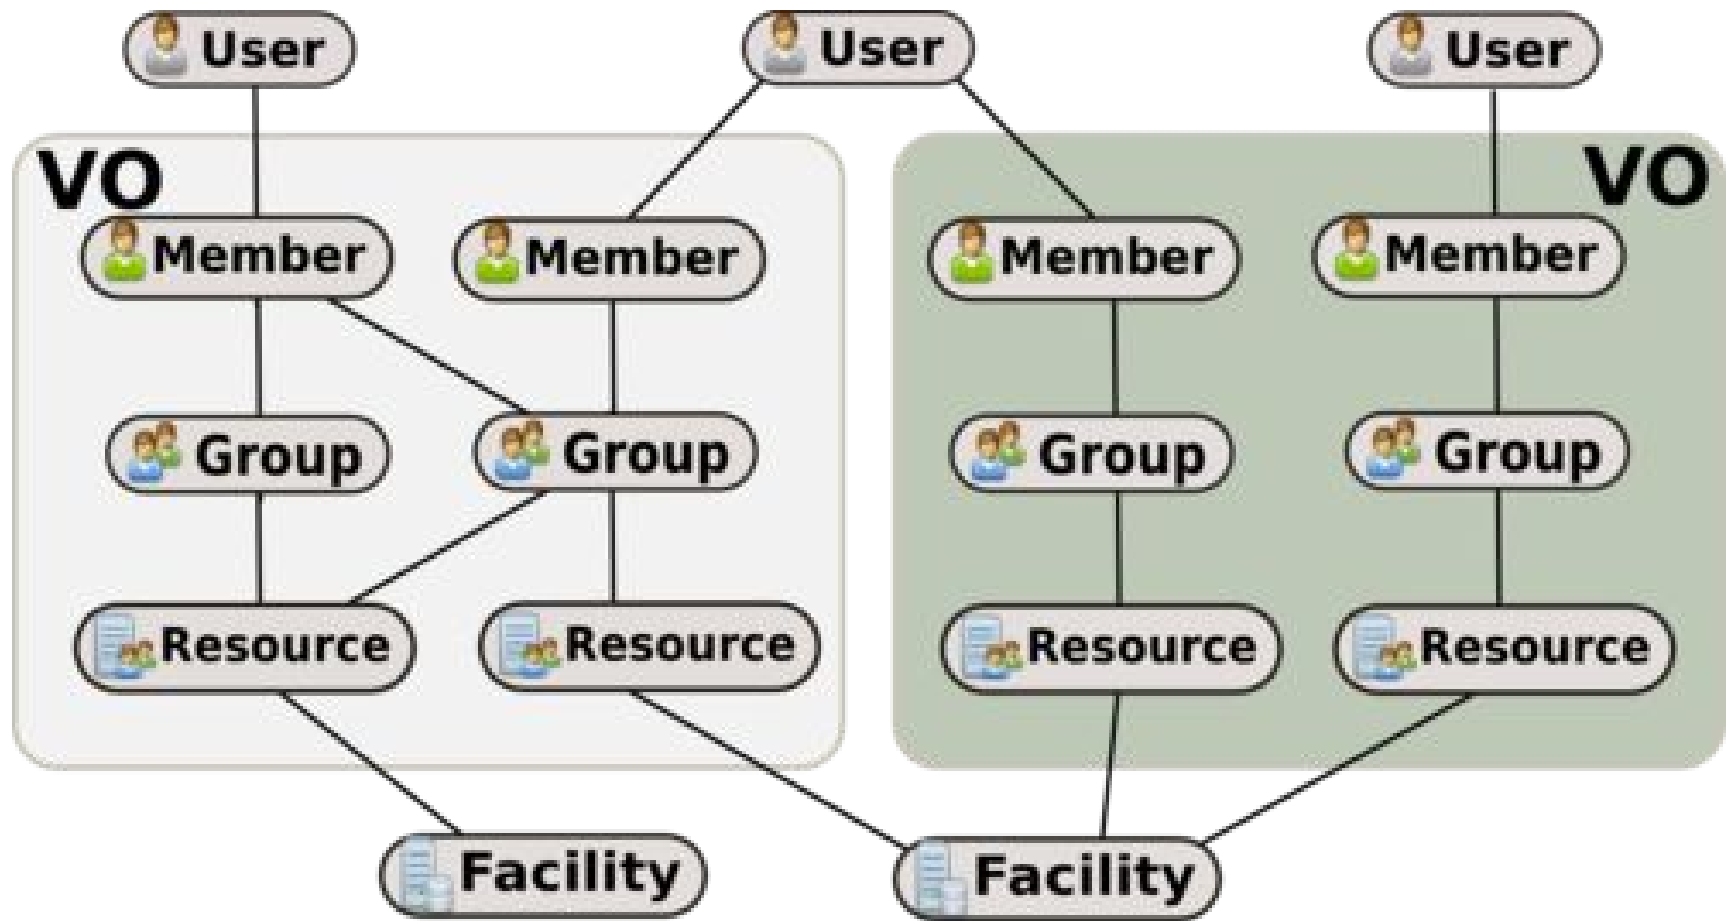 User User User
VO VO
Member Member Member Member
Group Group Group Group
Resource Resource Resource Resource
Facility Facility